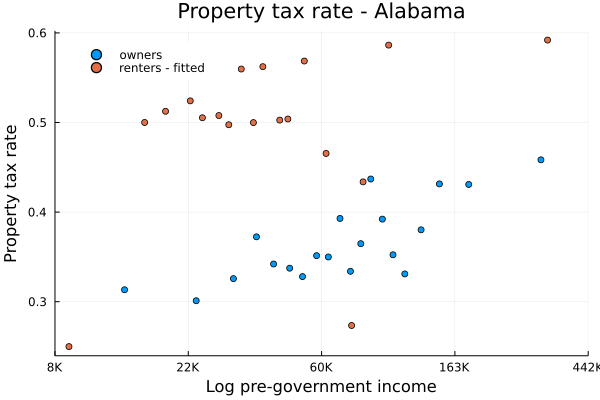 Property tax rate - Alabama
0.6
0.5
0.4
0.3
Property tax rate
owners
renters - fitted
8K 22K 60K 163K 442K
Log pre-government income